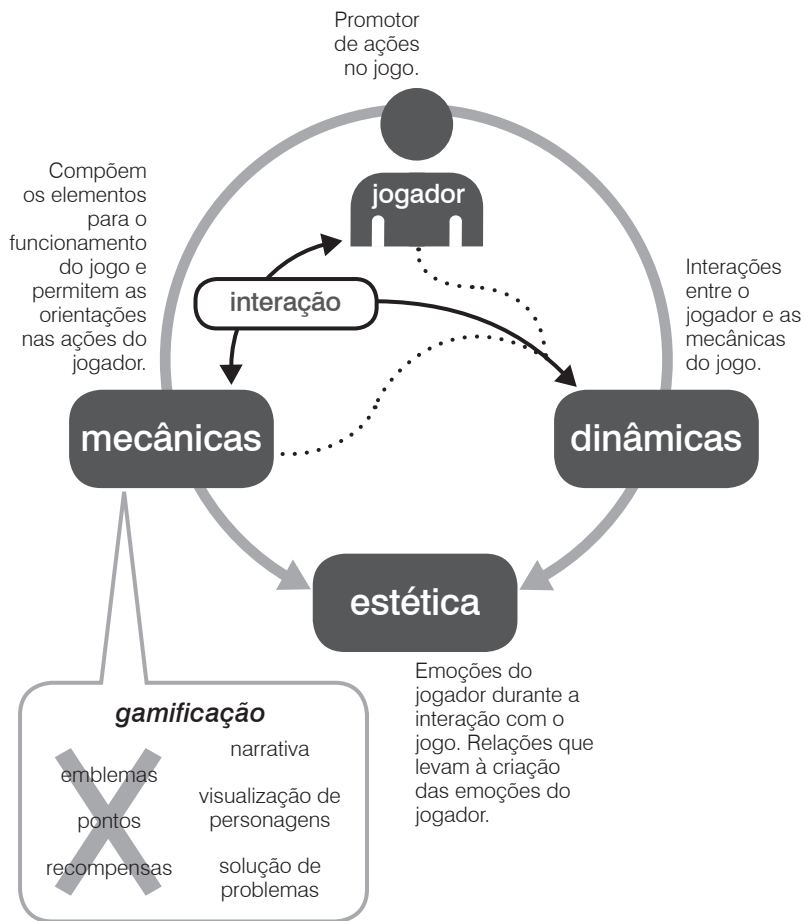 Promotor
de ações
no jogo.
jogador
Compõem
os elementos
para o
funcionamento
do jogo e
permitem as
orientações
nas ações do
jogador.
interação
Interações
entre o
jogador e as
mecânicas
do jogo.
mecânicas
dinâmicas
estética
Emoções do
jogador durante a
interação com o
jogo. Relações que
levam à criação
das emoções do
jogador.
gamificação
emblemas
pontos
recompensas
narrativa
visualização de
personagens
solução de
problemas